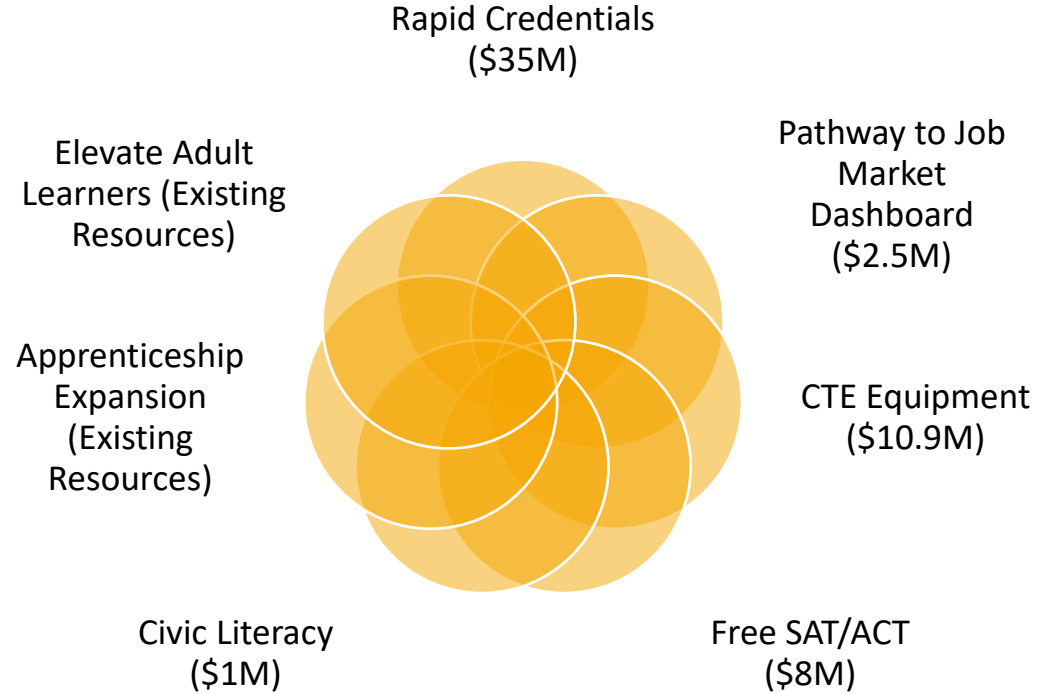 Rapid Credentials
($35M)
Pathway to Job
Market
Dashboard
($2.5M)
CTE Equipment
($10.9M)
Free SAT/ACT
($8M)
Civic Literacy
($1M)
Apprenticeship
Expansion
(Existing
Resources)
Elevate Adult
Learners (Existing
Resources)